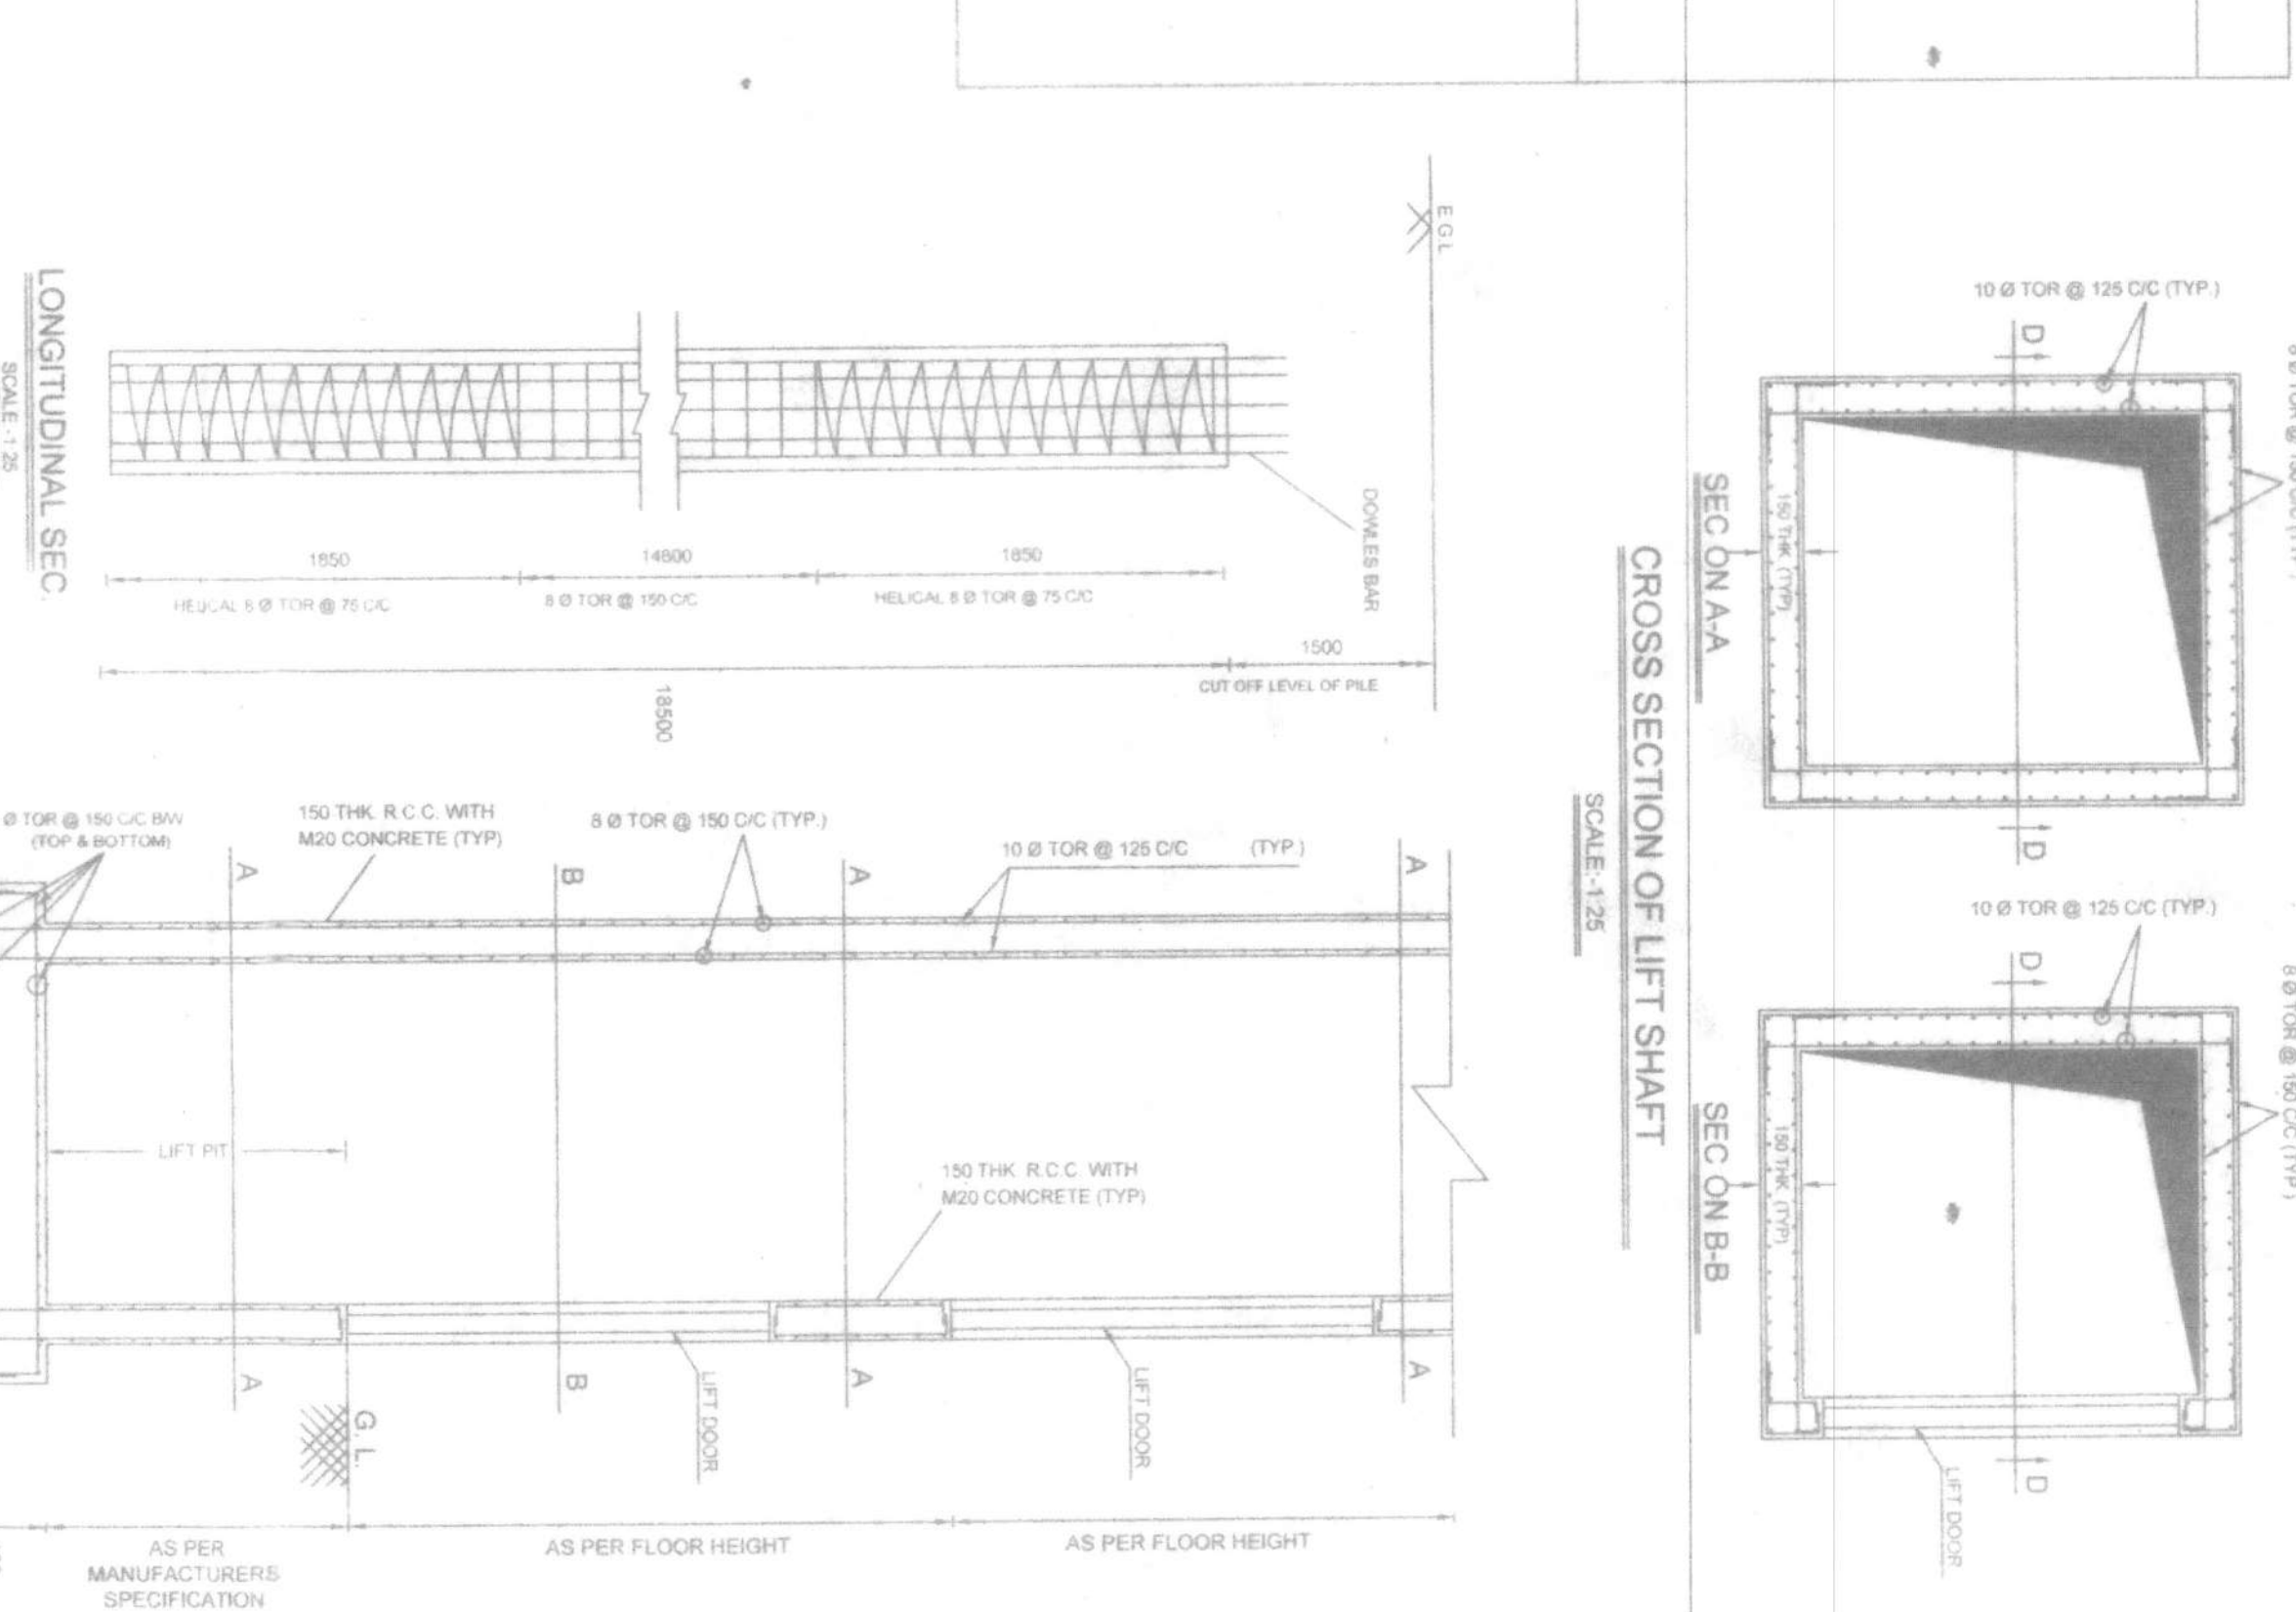 E.G.L
10 Ø TOR @ 125 C/C (TYP.)
D
150 THK (TYP)
D
SEC ON A-A
CROSS SECTION OF LIFT SHAFT
SCALE:-1:25
10 Ø TOR @ 125 C/C (TYP.)
8 Ø TOR @ 150 C/C (TYP.)
D
150 THK (TYP)
D
LIFT DOOR
SEC ON B-B
DOWLES BAR
1850
14800
1850
HELICAL 8 Ø TOR @ 75 C/C
8 Ø TOR @ 150 C/C
HELICAL 8 Ø TOR @ 75 C/C
1500
CUT OFF LEVEL OF PILE
18500
LONGITUDINAL SEC.
SCALE:-1:25
Ø TOR @ 150 C/C B/W
(TOP & BOTTOM)
150 THK. R.C.C. WITH
M20 CONCRETE (TYP)
8 Ø TOR @ 150 C/C (TYP.)
10 Ø TOR @ 125 C/C (TYP.)
A
B
A
A
LIFT PIT
150 THK. R.C.C. WITH
M20 CONCRETE (TYP)
A
B
A
A
G.L.
LIFT DOOR
LIFT DOOR
AS PER
MANUFACTURERS
SPECIFICATION
AS PER FLOOR HEIGHT
AS PER FLOOR HEIGHT